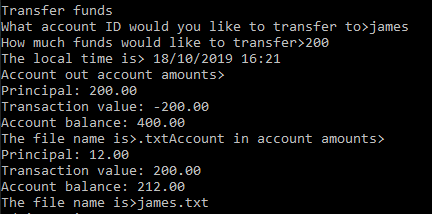 Transfer funds
What account ID would you like to transfer to>james
How much funds would like to transfer>200
The local time is> 18/10/2019 16:21
Account out account amounts>
Principal: 200.00
Transaction value: -200.00
Account balance: 400.00
The file name is>.txtAccount in account amounts>
Principal: 12.00
Transaction value: 200.00
Account balance: 212.00
The file name is>james.txt